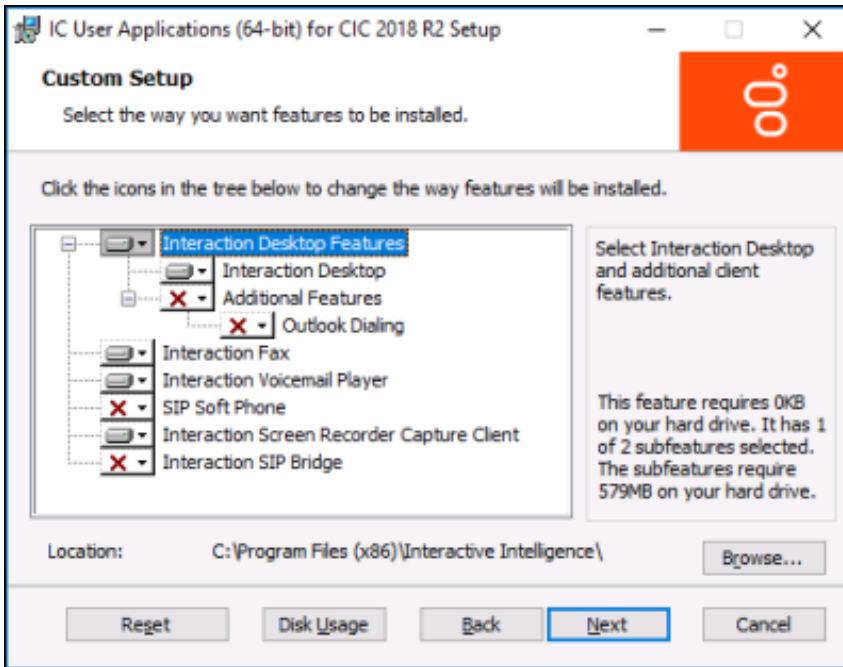 IC User Applications (64-bit) for CIC 2018 R2 Setup
Custom Setup
Select the way you want features to be installed.
Click the icons in the tree below to change the way features will be installed.
Interaction Desktop Features
Interaction Desktop
Additional Features
Outlook Dialing
Interaction Fax
Interaction Voicemail Player
SIP Soft Phone
Interaction Screen Recorder Capture Client
Interaction SIP Bridge
Select Interaction Desktop
and additional client
features.
This feature requires 0KB
on your hard drive. It has 1
of 2 subfeatures selected.
The subfeatures require
579MB on your hard drive.
Location: C:\Program Files (x86)\Interactive Intelligence\
Browse...
Reset Disk Usage Back Next Cancel